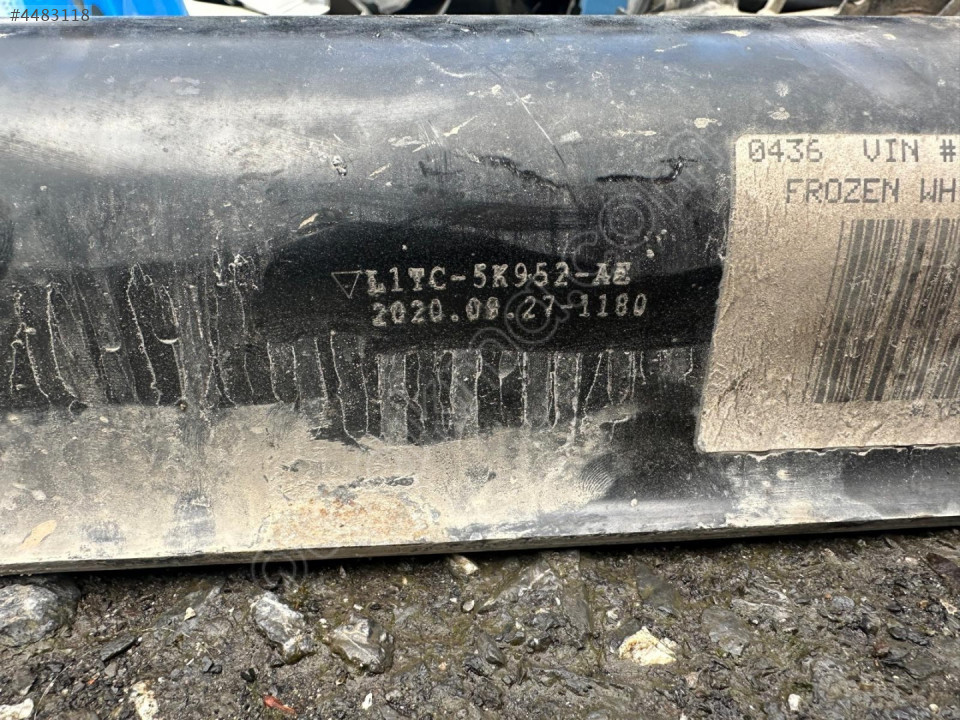 #4483118
0436 VIN #
FROZEN WH
L1TC-5K952-AE
2020.08.27-1180